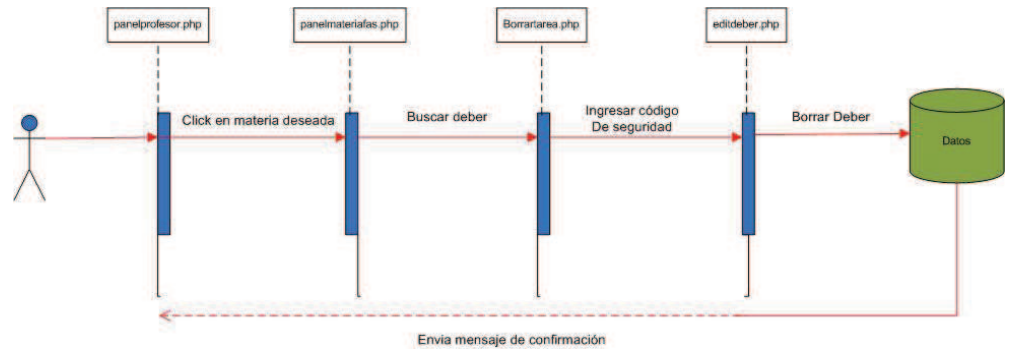 panelprofesor.php
panelmateriafas.php
Borrartarea.php
editdeber.php
Click en materia deseada
Buscar deber
Ingresar código
De seguridad
Borrar Deber
Datos
Envia mensaje de confirmación